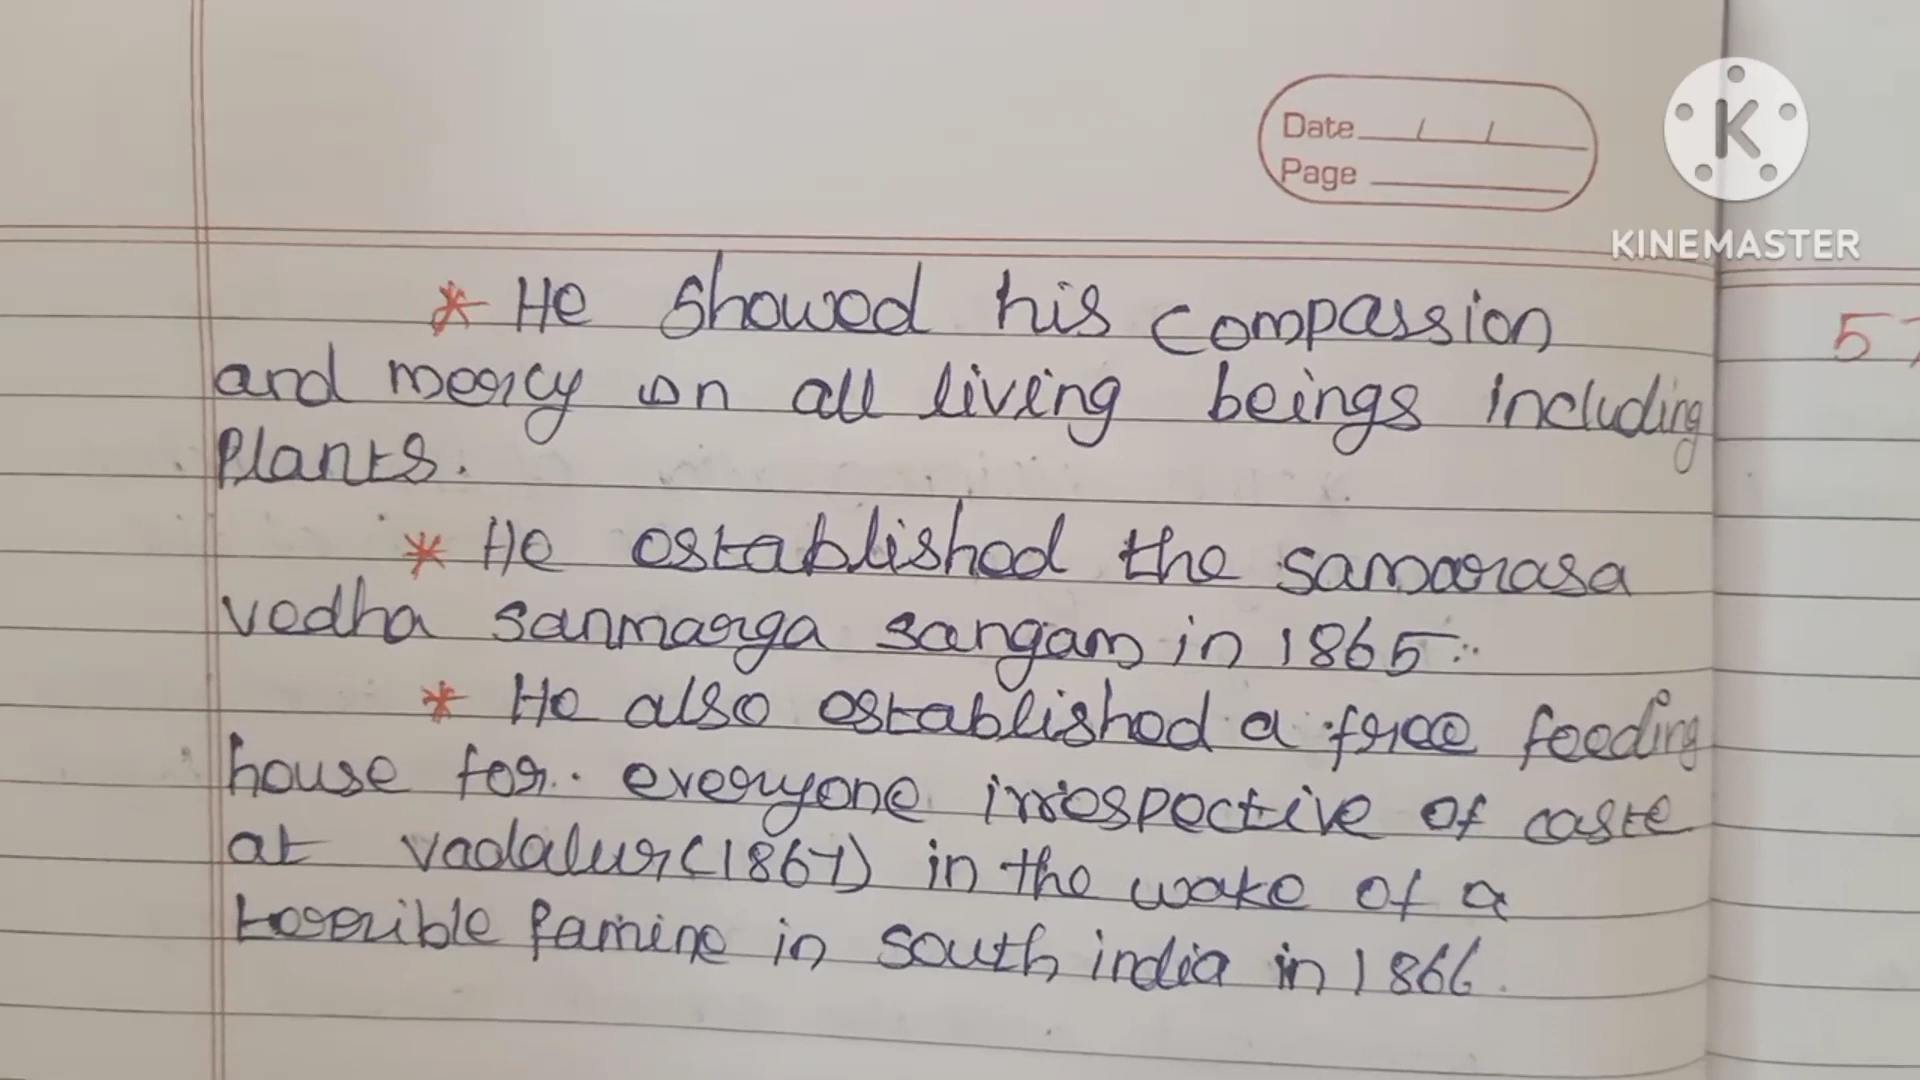 Date / /
Page
KINEMASTER
57
* He showed his compassion
and mercy on all living beings including
Plants.
* He established the samarasa
vedha sanmarga sangam in 1865.
* He also established a free feeding
house for everyone irrespective of caste
at vadalur (1867) in the wake of a
terrible famine in south india in 1866.